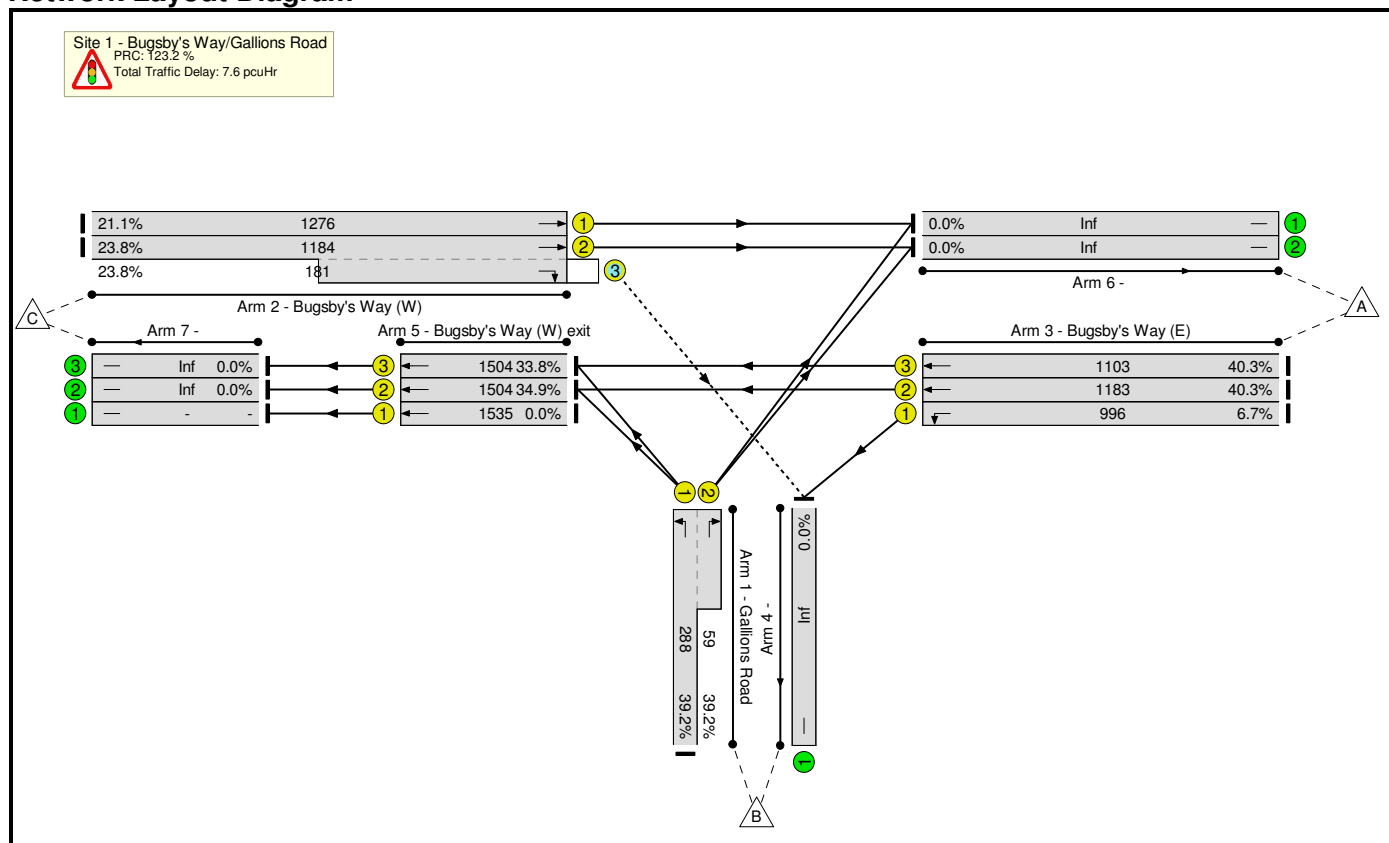 Network Layout Diagram
Site 1 - Bugsby's Way/Gallions Road
PRC: 123.2 %
Total Traffic Delay: 7.6 pcuHr
21.1% 1276 1
23.8% 1184 2
23.8% 181 3
Arm 2 - Bugsby's Way (W)
0.0% Inf 1
0.0% Inf 2
Arm 6 -
C
A
Arm 7 -
Arm 5 - Bugsby's Way (W) exit
Arm 3 - Bugsby's Way (E)
3 Inf 0.0% 3 1504 33.8% 3 1103 40.3%
2 Inf 0.0% 2 1504 34.9% 2 1183 40.3%
1 - - 1 1535 0.0% 1 996 6.7%
1 2
288 39.2%
59 39.2%
Arm 1 - Gallions Road
Arm 4 -
0.0% Inf
1
B